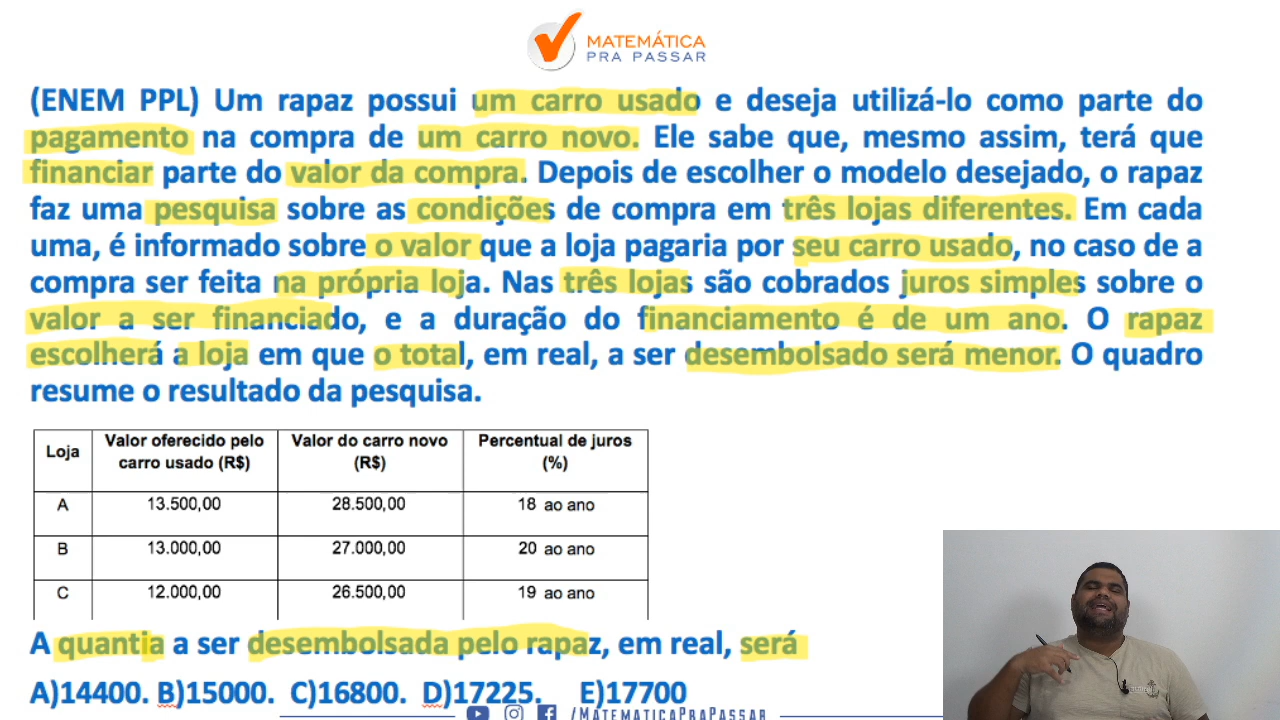 MATEMÁTICA
PRA PASSAR
(ENEM PPL) Um rapaz possui um carro usado e deseja utilizá-lo como parte do
pagamento na compra de um carro novo. Ele sabe que, mesmo assim, terá que
financiar parte do valor da compra. Depois de escolher o modelo desejado, o rapaz
faz uma pesquisa sobre as condições de compra em três lojas diferentes. Em cada
uma, é informado sobre o valor que a loja pagaria por seu carro usado, no caso de a
compra ser feita na própria loja. Nas três lojas são cobrados juros simples sobre o
valor a ser financiado, e a duração do financiamento é de um ano. O rapaz
escolherá a loja em que o total, em real, a ser desembolsado será menor. O quadro
resume o resultado da pesquisa.
Loja Valor oferecido pelo carro usado (R$) Valor do carro novo (R$) Percentual de juros (%)
A 13.500,00 28.500,00 18 ao ano
B 13.000,00 27.000,00 20 ao ano
C 12.000,00 26.500,00 19 ao ano
A quantia a ser desembolsada pelo rapaz, em real, será
A)14400. B)15000. C)16800. D)17225. E)17700
/MATEMATICAPRAPASSAR